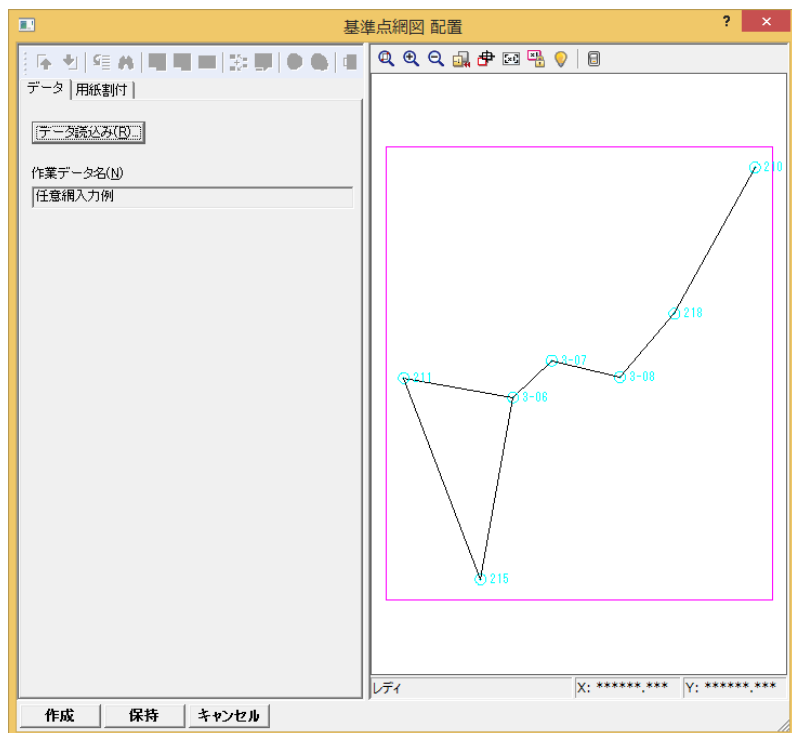 基準点網図 配置
?
×
データ 用紙割付
データ読込み(R)...
作業データ名(N)
任意網入力例
210
218
3-07
211
3-08
3-06
215
レディ
X: ******.***
Y: ******.***
作成 保持 キャンセル